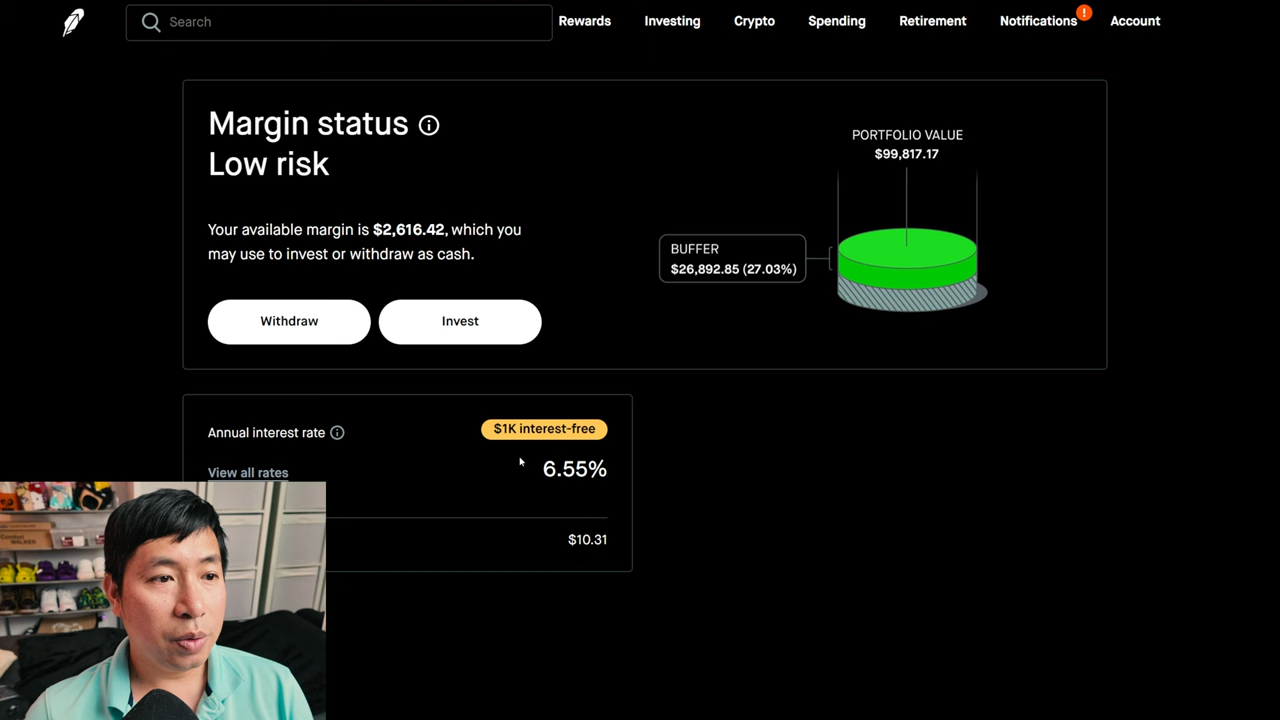 Search
Rewards
Investing
Crypto
Spending
Retirement
Notifications
!
Account
Margin status
Low risk
Your available margin is $2,616.42, which you
may use to invest or withdraw as cash.
Withdraw
Invest
PORTFOLIO VALUE
$99,817.17
BUFFER
$26,892.85 (27.03%)
Annual interest rate
$1K interest-free
View all rates
6.55%
$10.31
WALKER